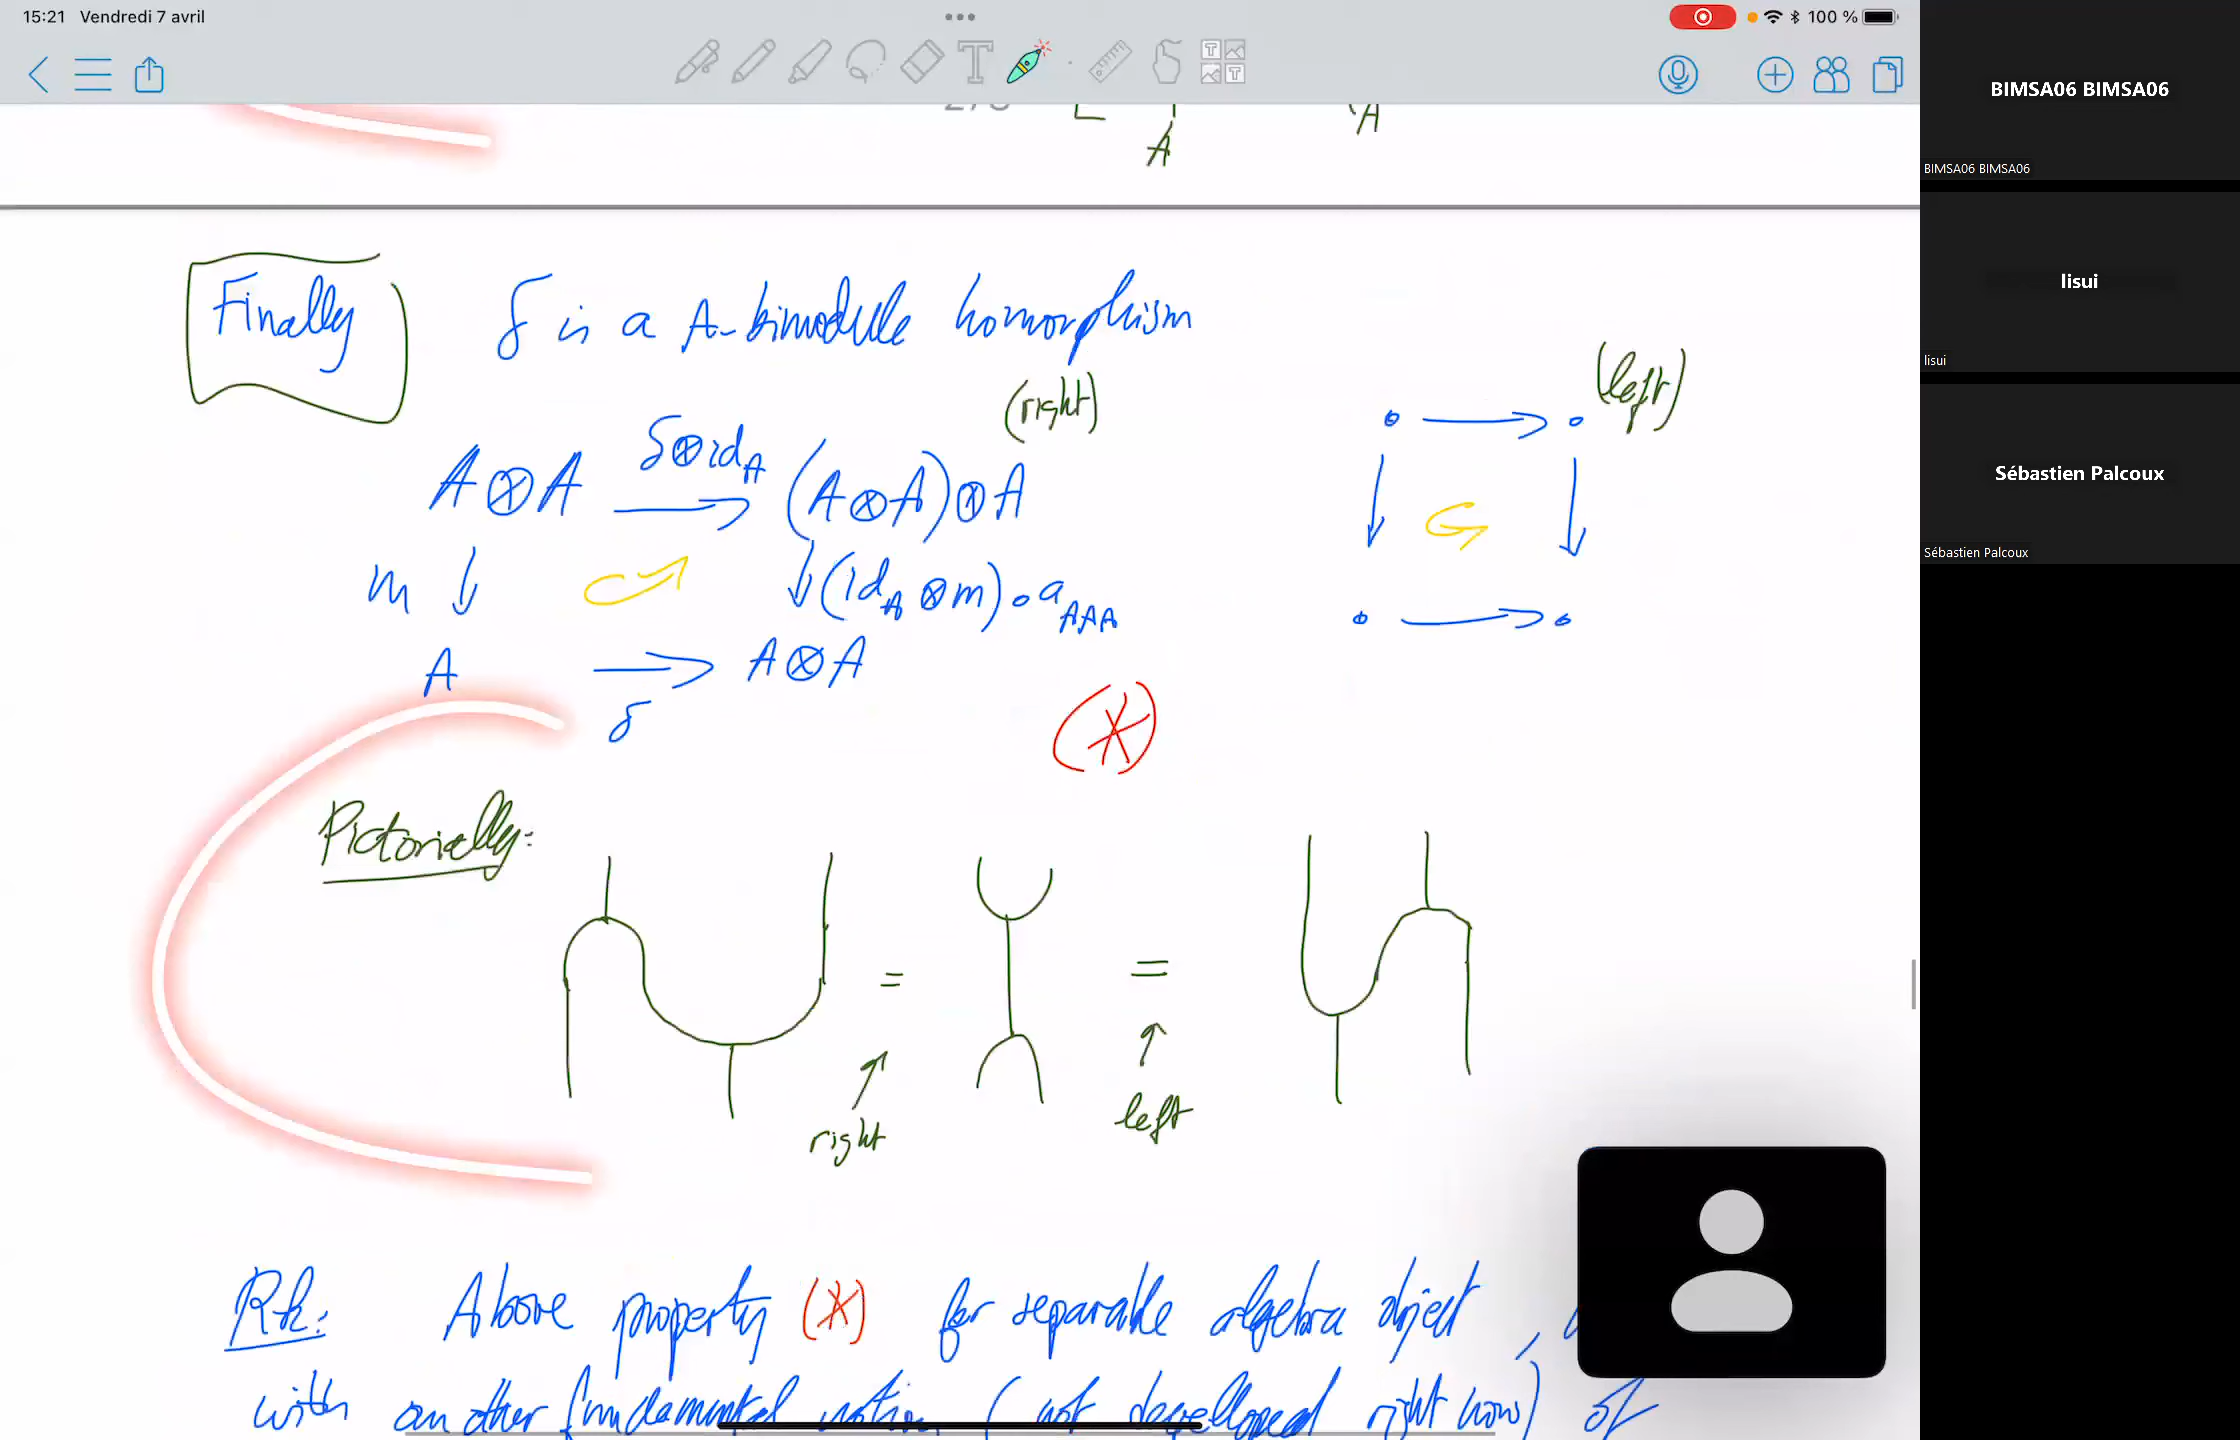 15:21 Vendredi 7 avril
100 %
A
(A
Finally δ is a A-bimodule homorphism
(right)
(left)
A⊗A δ⊗id_A (A⊗A)⊗A
m (id_A ⊗m)∘a_AAA
A δ A⊗A
(*)
Pictorially:
= =
right left
Rk: Above property (*) for separable algebra object,
with another fundamental notion (not developped right now) of
BIMSA06 BIMSA06
BIMSA06 BIMSA06
lisui
lisui
Sébastien Palcoux
Sébastien Palcoux